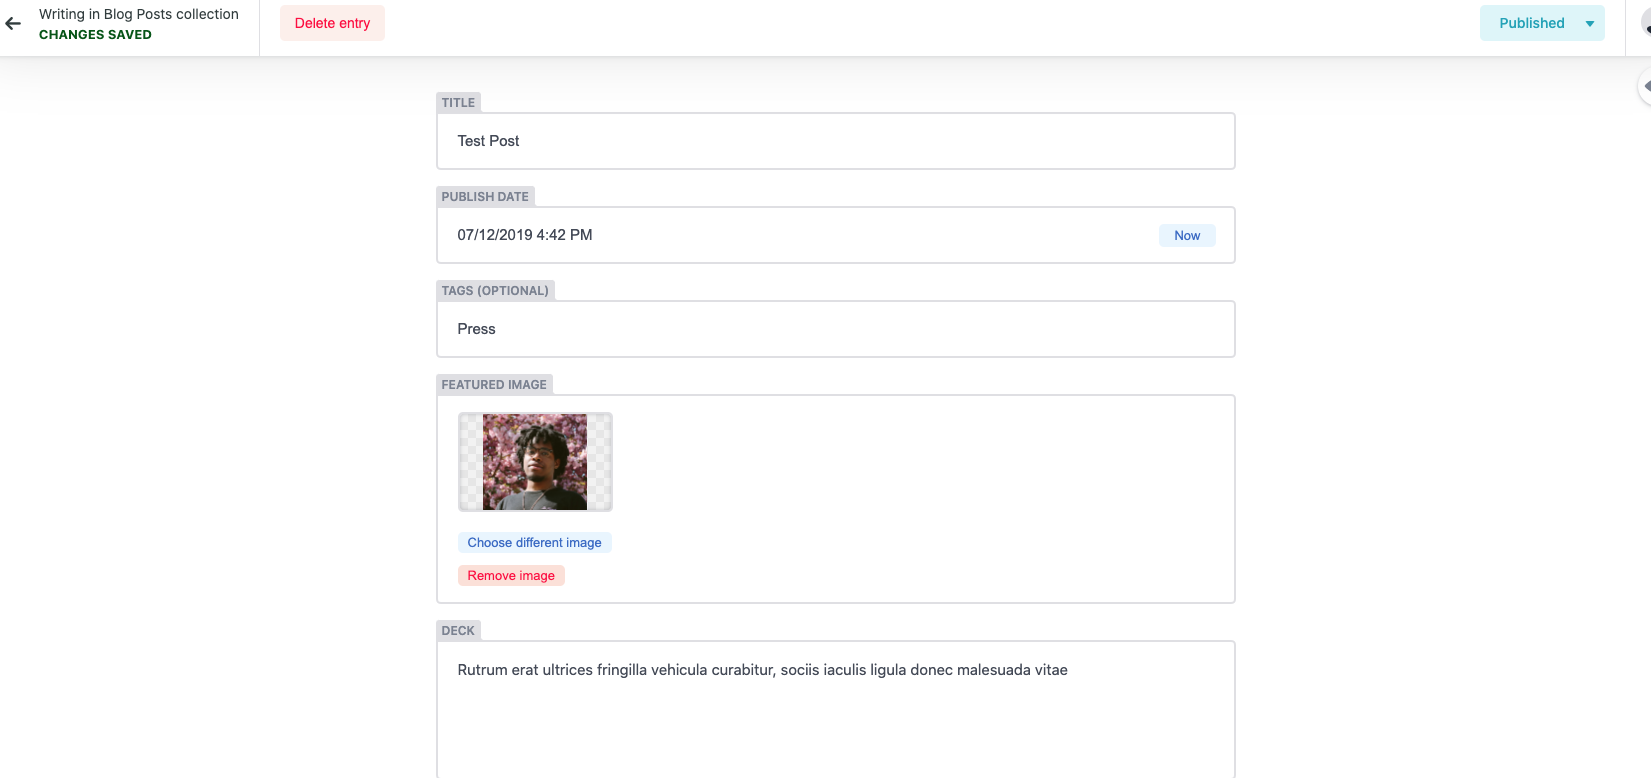 Writing in Blog Posts collection
CHANGES SAVED
Delete entry
Published
TITLE
Test Post
PUBLISH DATE
07/12/2019 4:42 PM
Now
TAGS (OPTIONAL)
Press
FEATURED IMAGE
Choose different image
Remove image
DECK
Rutrum erat ultrices fringilla vehicula curabitur, sociis iaculis ligula donec malesuada vitae